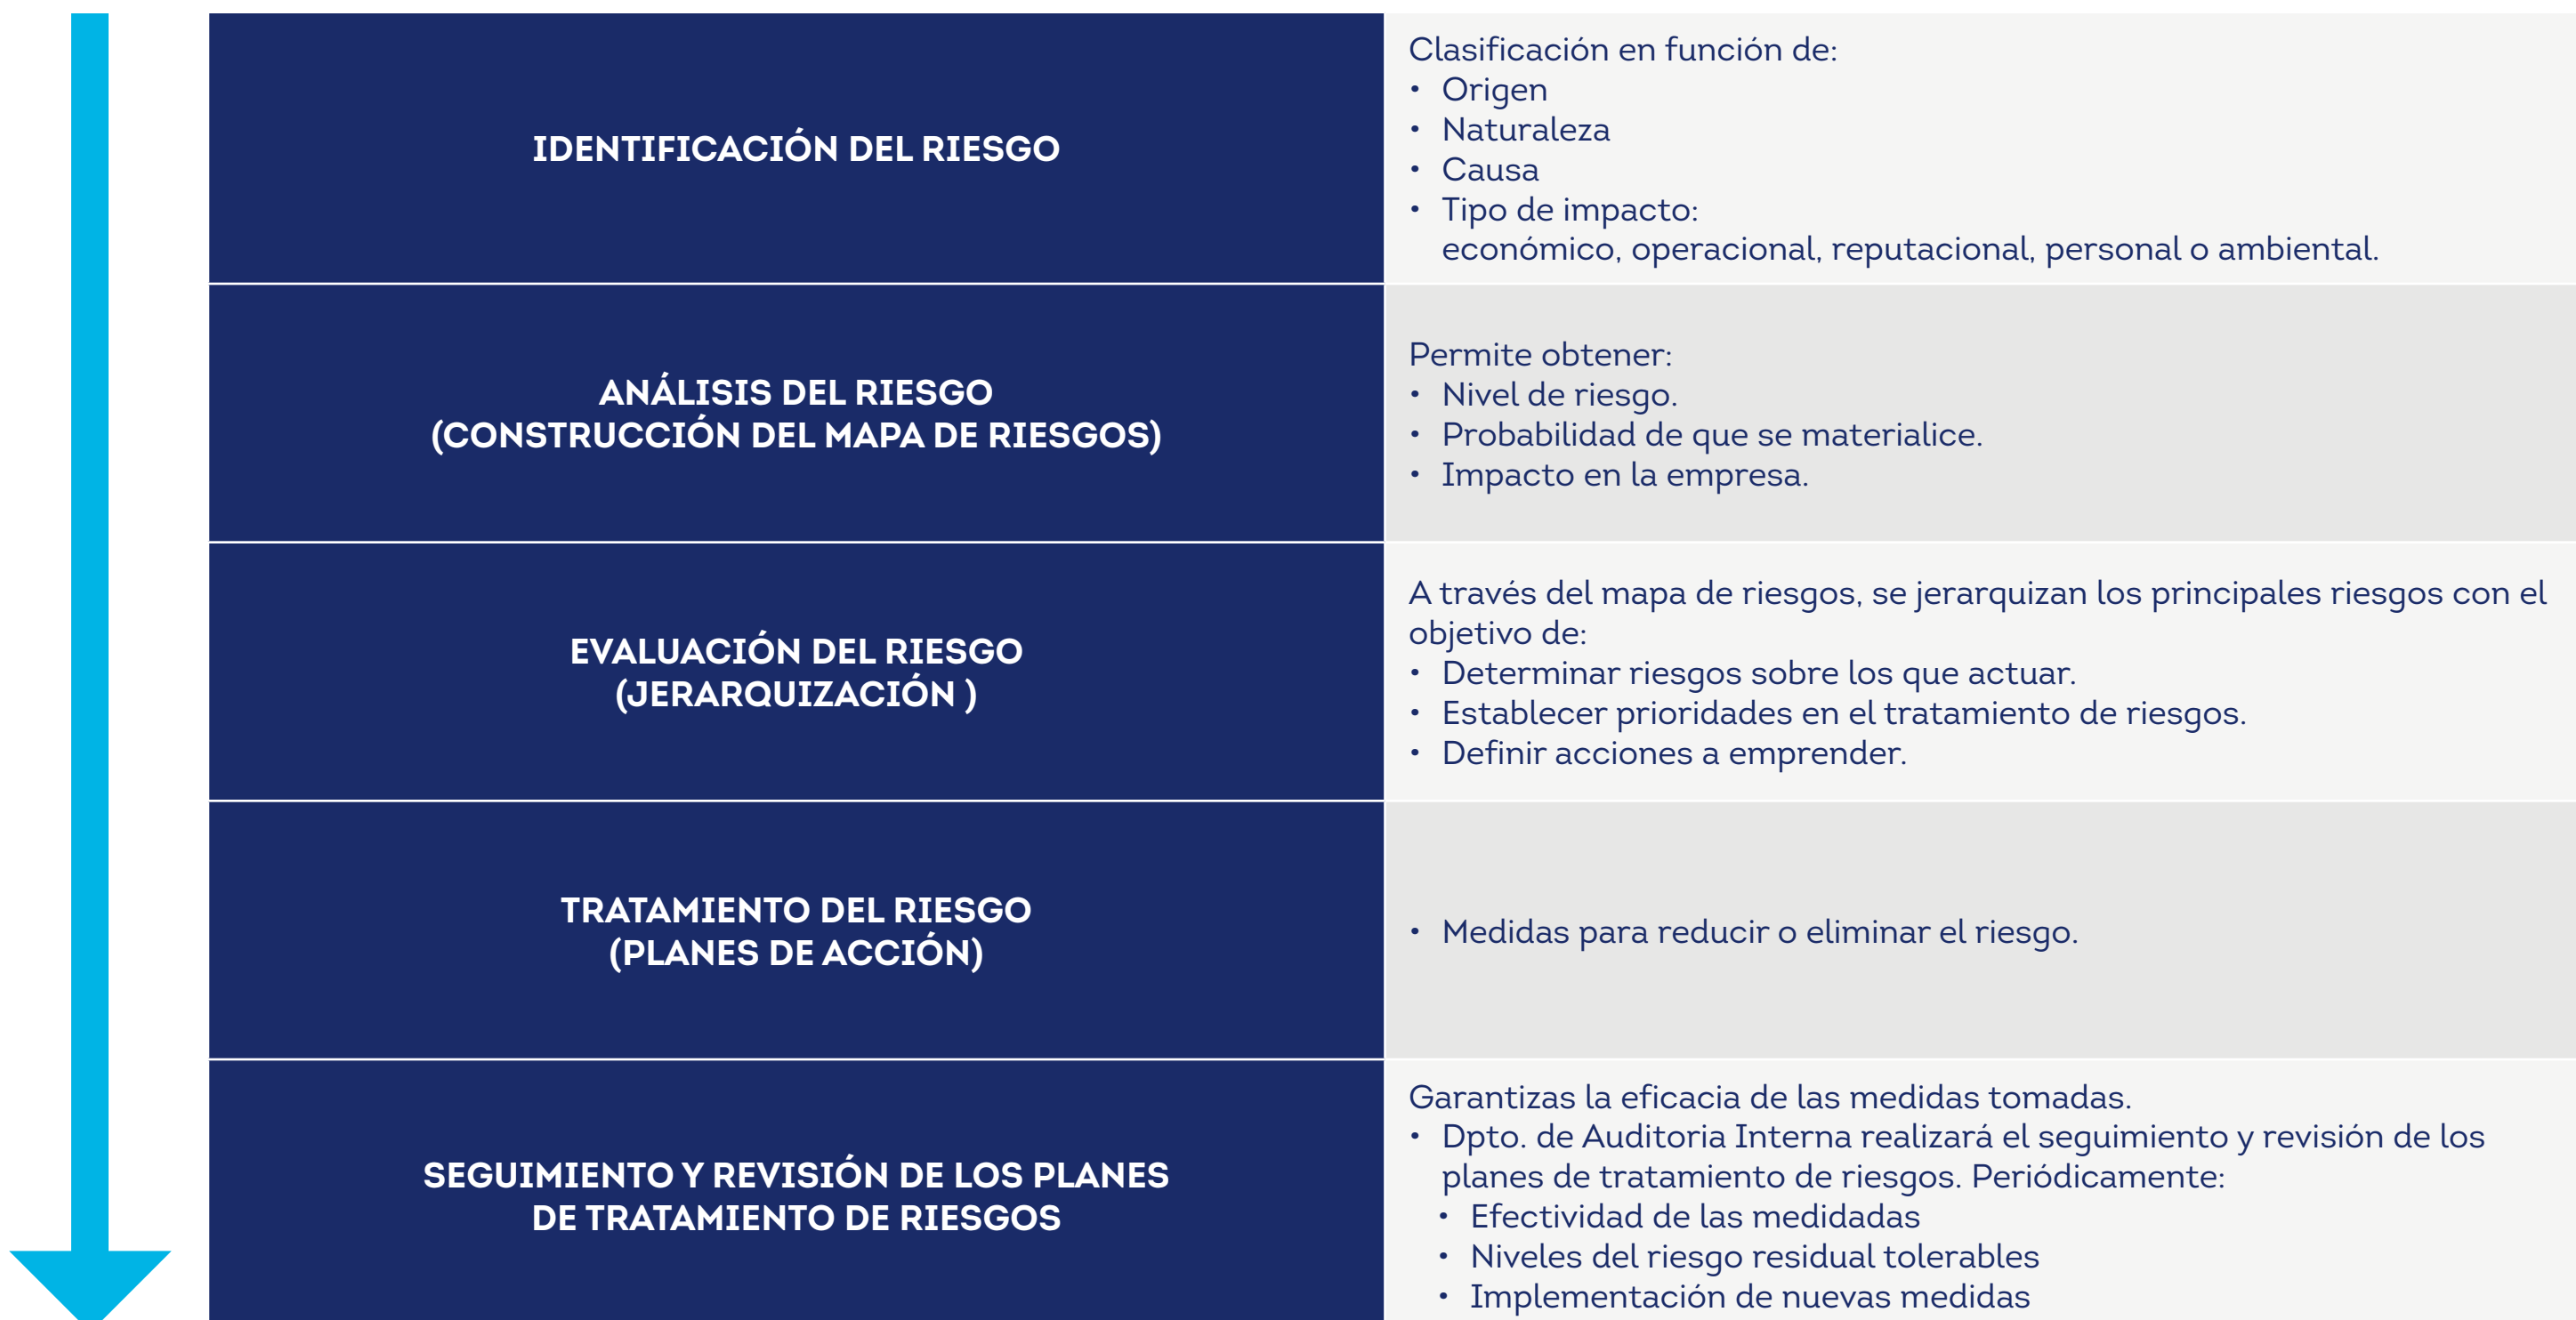 IDENTIFICACIÓN DEL RIESGO
Clasificación en función de:
• Origen
• Naturaleza
• Causa
• Tipo de impacto:
económico, operacional, reputacional, personal o ambiental.
ANÁLISIS DEL RIESGO
(CONSTRUCCIÓN DEL MAPA DE RIESGOS)
Permite obtener:
• Nivel de riesgo.
• Probabilidad de que se materialice.
• Impacto en la empresa.
EVALUACIÓN DEL RIESGO
(JERARQUIZACIÓN )
A través del mapa de riesgos, se jerarquizan los principales riesgos con el
objetivo de:
• Determinar riesgos sobre los que actuar.
• Establecer prioridades en el tratamiento de riesgos.
• Definir acciones a emprender.
TRATAMIENTO DEL RIESGO
(PLANES DE ACCIÓN)
• Medidas para reducir o eliminar el riesgo.
SEGUIMIENTO Y REVISIÓN DE LOS PLANES
DE TRATAMIENTO DE RIESGOS
Garantizas la eficacia de las medidas tomadas.
• Dpto. de Auditoria Interna realizará el seguimiento y revisión de los
planes de tratamiento de riesgos. Periódicamente:
• Efectividad de las medidadas
• Niveles del riesgo residual tolerables
• Implementación de nuevas medidas